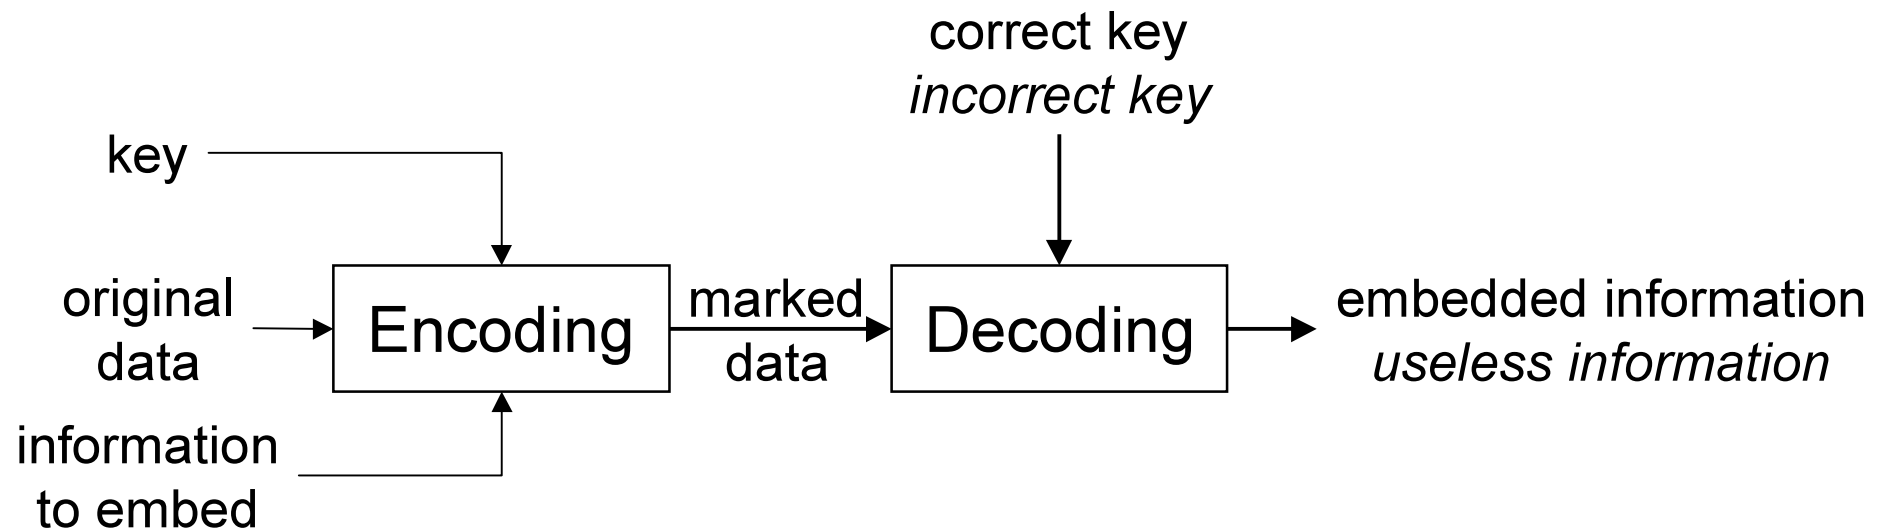 correct key
incorrect key
key
original
data
Encoding
marked
data
Decoding
embedded information
useless information
information
to embed